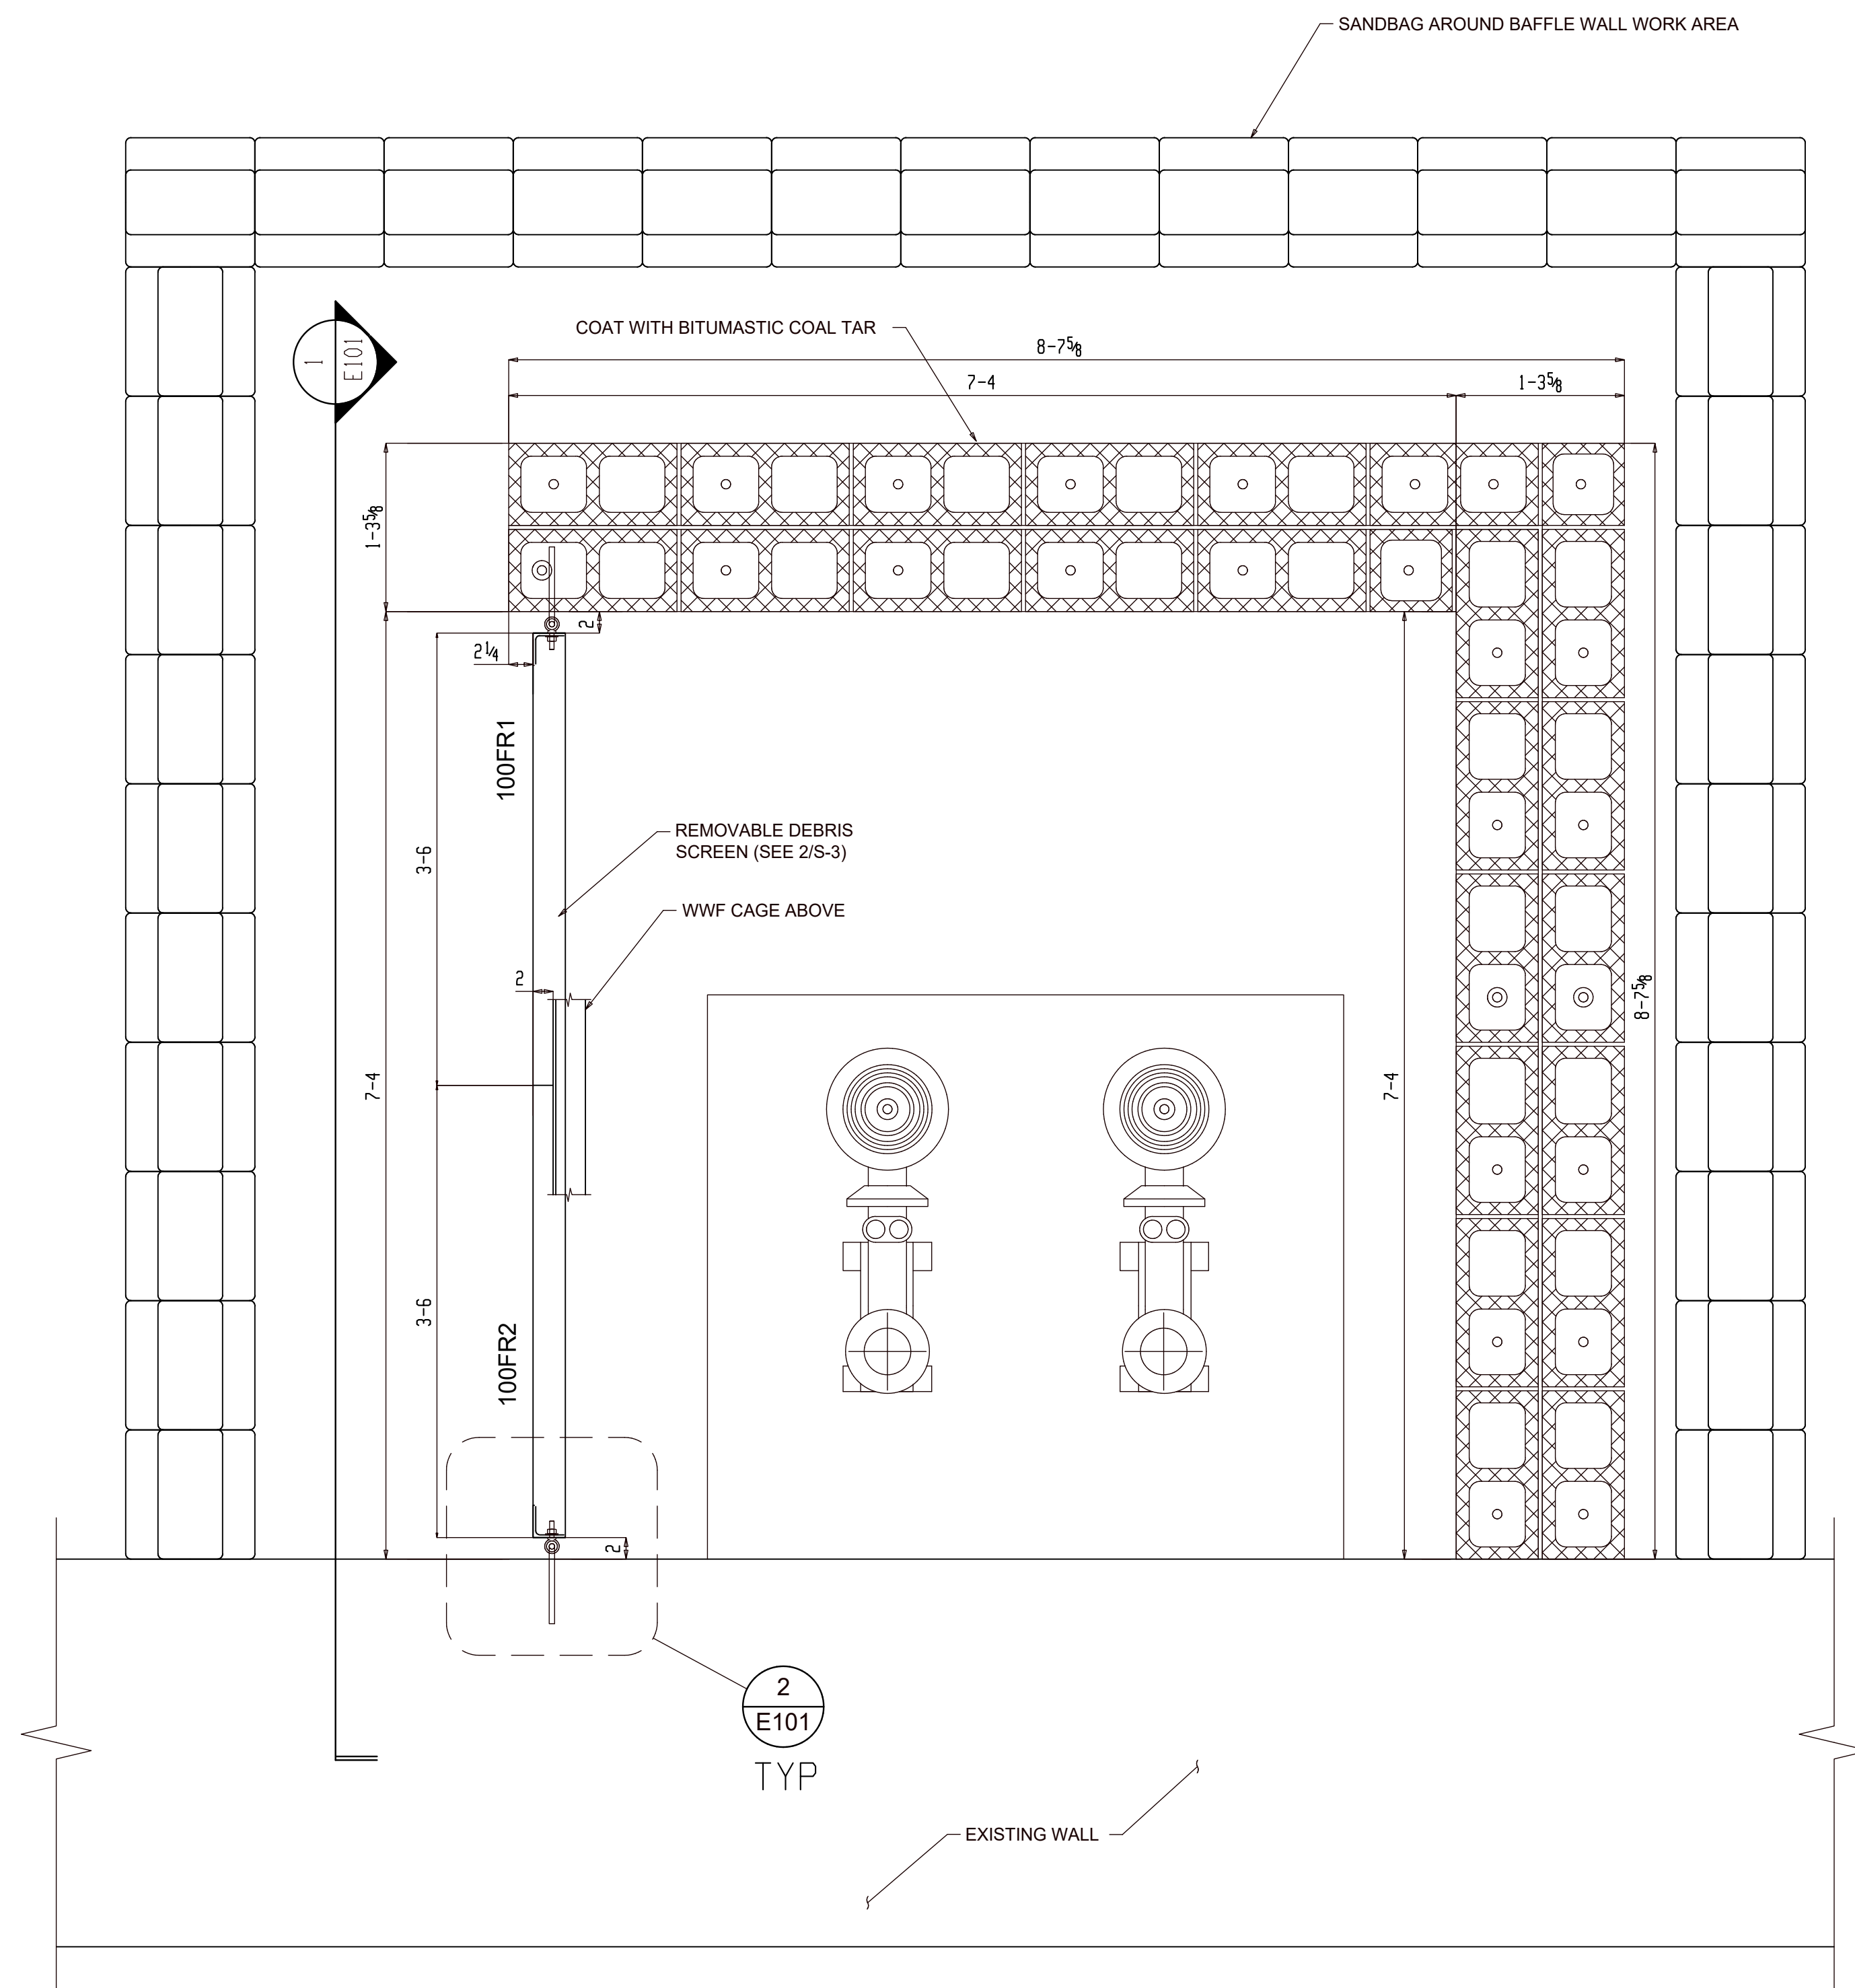 SANDBAG AROUND BAFFLE WALL WORK AREA
COAT WITH BITUMASTIC COAL TAR
8-7⅝
7-4
1-3⅝
1
E101
1-3⅝
2
2¼
100FR1
3-6
REMOVABLE DEBRIS
SCREEN (SEE 2/S-3)
WWF CAGE ABOVE
2
8-7⅝
7-4
7-4
3-6
100FR2
2
2
E101
TYP
EXISTING WALL